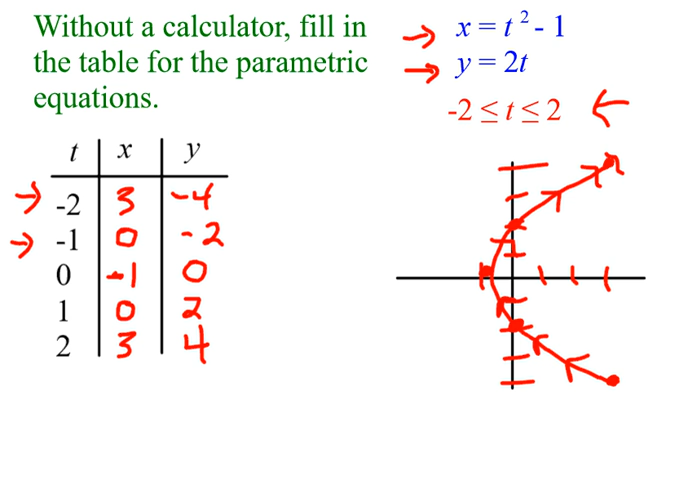 Without a calculator, fill in
the table for the parametric
equations.
x = t² - 1
y = 2t
-2 ≤ t ≤ 2
t x y
-2 3 -4
-1 0 -2
0 -1 0
1 0 2
2 3 4